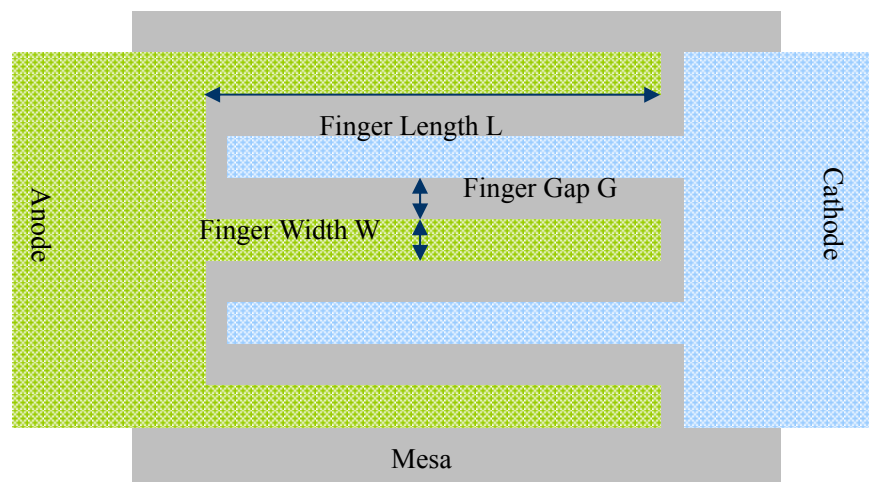 Finger Length L
Finger Gap G
Anode
Cathode
Finger Width W
Mesa